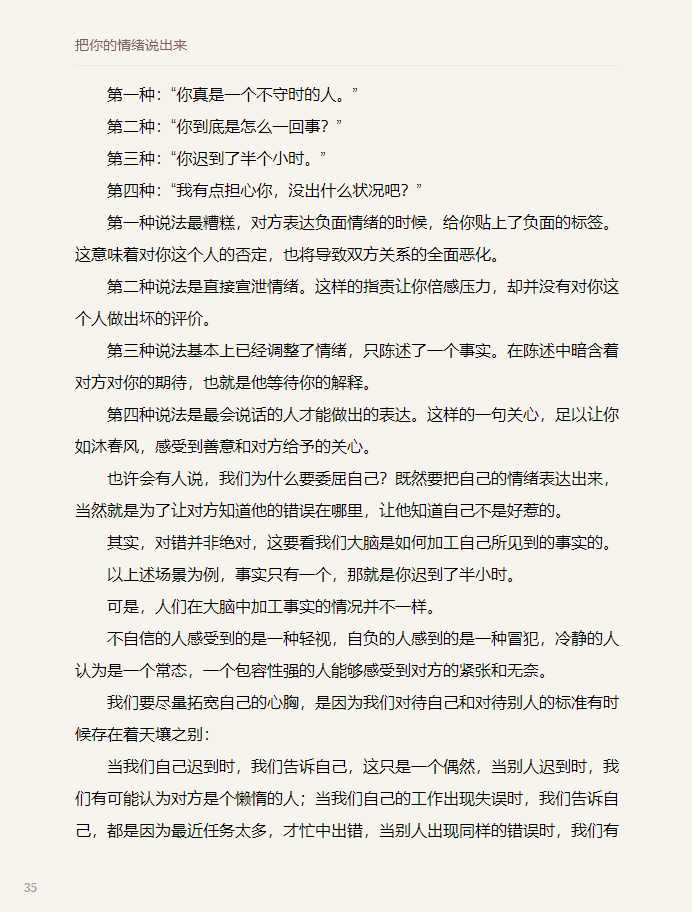 把你的情绪说出来
第一种：“你真是一个不守时的人。”
第二种：“你到底是怎么一回事？”
第三种：“你迟到了半个小时。”
第四种：“我有点担心你，没出什么状况吧？”
第一种说法最糟糕，对方表达负面情绪的时候，给你贴上了负面的标签。
这意味着对你这个人的否定，也将导致双方关系的全面恶化。
第二种说法是直接宣泄情绪。这样的指责让你倍感压力，却并没有对你这
个人做出坏的评价。
第三种说法基本上已经调整了情绪，只陈述了一个事实。在陈述中暗含着
对方对你的期待，也就是他等待你的解释。
第四种说法是最会说话的人才能做出的表达。这样的一句关心，足以让你
如沐春风，感受到善意和对方给予的关心。
也许会有人说，我们为什么要委屈自己？既然要把自己的情绪表达出来，
当然就是为了让对方知道他的错误在哪里，让他知道自己不是好惹的。
其实，对错并非绝对，这要看我们大脑是如何加工自己所见到的事实的。
以上述场景为例，事实只有一个，那就是你迟到了半小时。
可是，人们在大脑中加工事实的情况并不一样。
不自信的人感受到的是一种轻视，自负的人感到的是一种冒犯，冷静的人
认为是一个常态，一个包容性强的人能够感受到对方的紧张和无奈。
我们要尽量拓宽自己的心胸，是因为我们对待自己和对待别人的标准有时
候存在着天壤之别：
当我们自己迟到时，我们告诉自己，这只是一个偶然，当别人迟到时，我
们有可能认为对方是个懒惰的人；当我们自己的工作出现失误时，我们告诉自
己，都是因为最近任务太多，才忙中出错，当别人出现同样的错误时，我们有
35